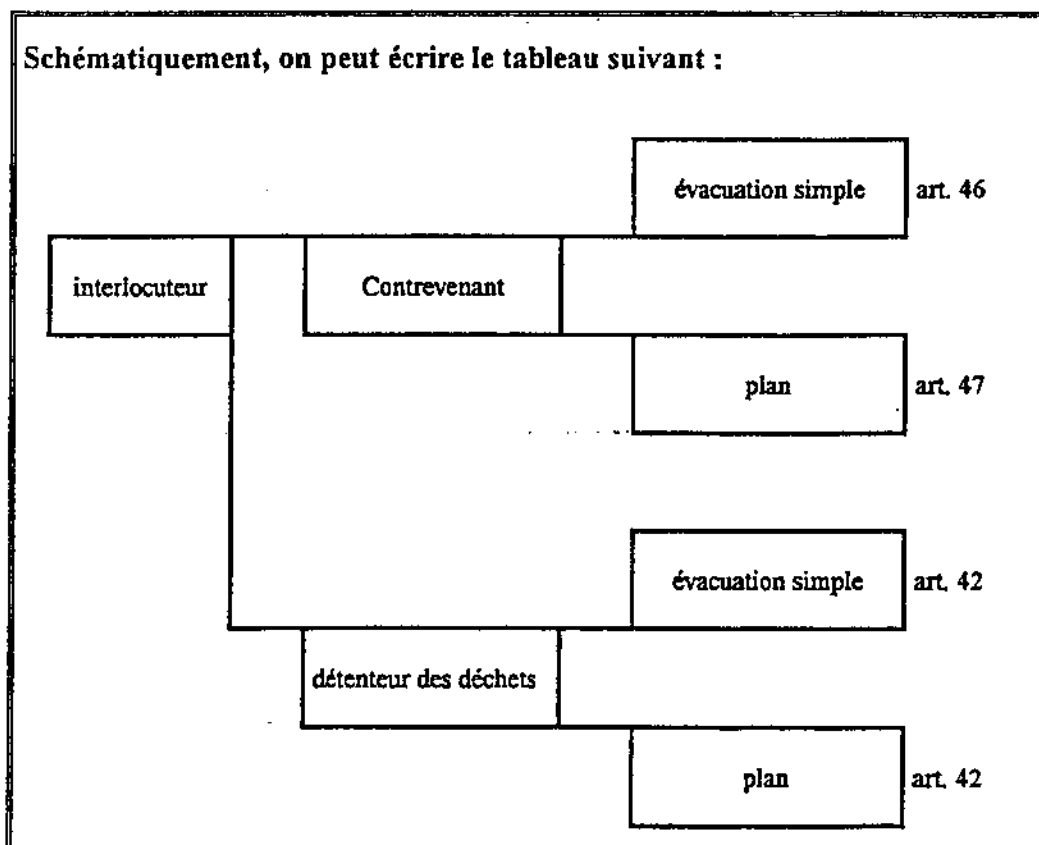 Schématiquement, on peut écrire le tableau suivant :
évacuation simple art. 46
interlocuteur Contrevenant
plan art. 47
évacuation simple art. 42
détenteur des déchets
plan art. 42